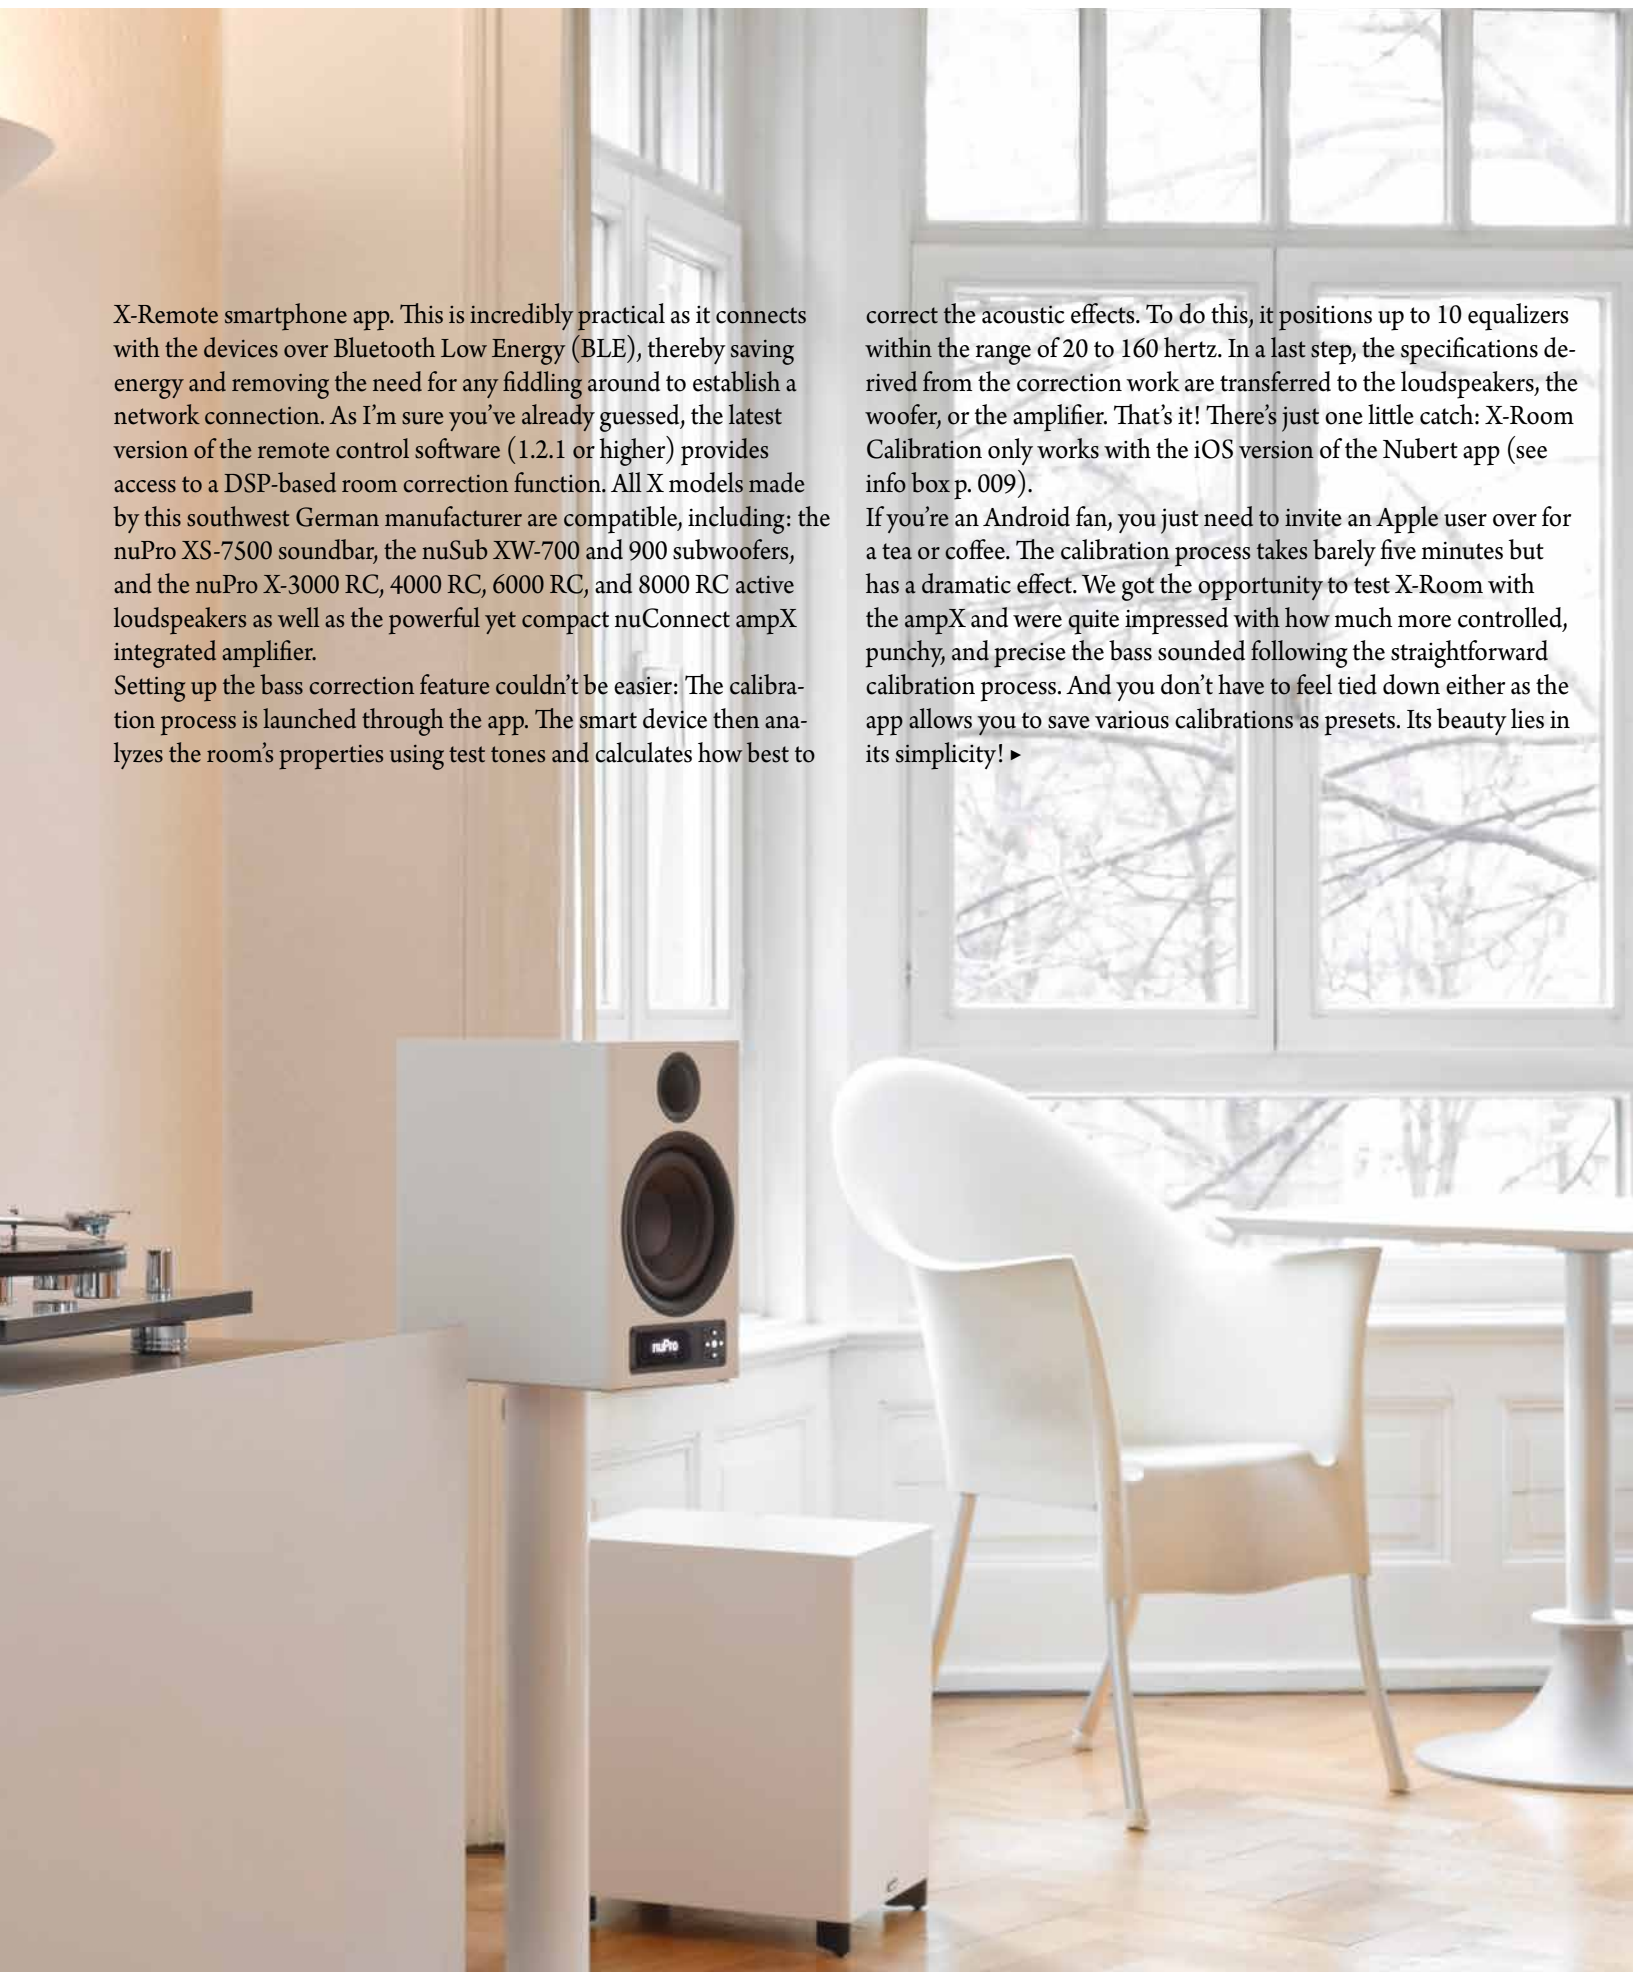 X-Remote smartphone app. This is incredibly practical as it connects
with the devices over Bluetooth Low Energy (BLE), thereby saving
energy and removing the need for any fiddling around to establish a
network connection. As I'm sure you've already guessed, the latest
version of the remote control software (1.2.1 or higher) provides
access to a DSP-based room correction function. All X models made
by this southwest German manufacturer are compatible, including: the
nuPro XS-7500 soundbar, the nuSub XW-700 and 900 subwoofers,
and the nuPro X-3000 RC, 4000 RC, 6000 RC, and 8000 RC active
loudspeakers as well as the powerful yet compact nuConnect ampX
integrated amplifier.
Setting up the bass correction feature couldn't be easier: The calibra-
tion process is launched through the app. The smart device then ana-
lyzes the room's properties using test tones and calculates how best to
correct the acoustic effects. To do this, it positions up to 10 equalizers
within the range of 20 to 160 hertz. In a last step, the specifications de-
rived from the correction work are transferred to the loudspeakers, the
woofer, or the amplifier. That's it! There's just one little catch: X-Room
Calibration only works with the iOS version of the Nubert app (see
info box p. 009).
If you're an Android fan, you just need to invite an Apple user over for
a tea or coffee. The calibration process takes barely five minutes but
has a dramatic effect. We got the opportunity to test X-Room with
the ampX and were quite impressed with how much more controlled,
punchy, and precise the bass sounded following the straightforward
calibration process. And you don't have to feel tied down either as the
app allows you to save various calibrations as presets. Its beauty lies in
its simplicity! ▸
nuPro